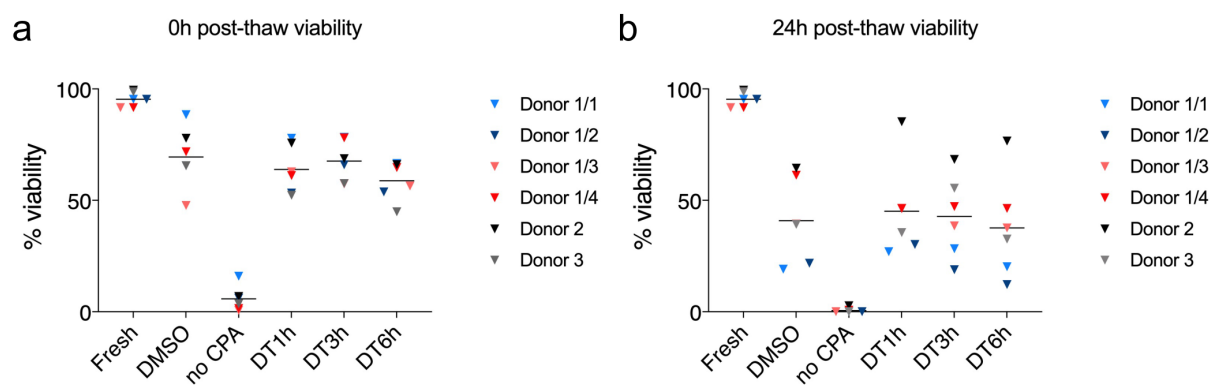 a
0h post-thaw viability
% viability
100
50
0
Fresh
DMSO
no CPA
DT1h
DT3h
DT6h
Donor 1/1
Donor 1/2
Donor 1/3
Donor 1/4
Donor 2
Donor 3
b
24h post-thaw viability
% viability
100
50
0
Fresh
DMSO
no CPA
DT1h
DT3h
DT6h
Donor 1/1
Donor 1/2
Donor 1/3
Donor 1/4
Donor 2
Donor 3